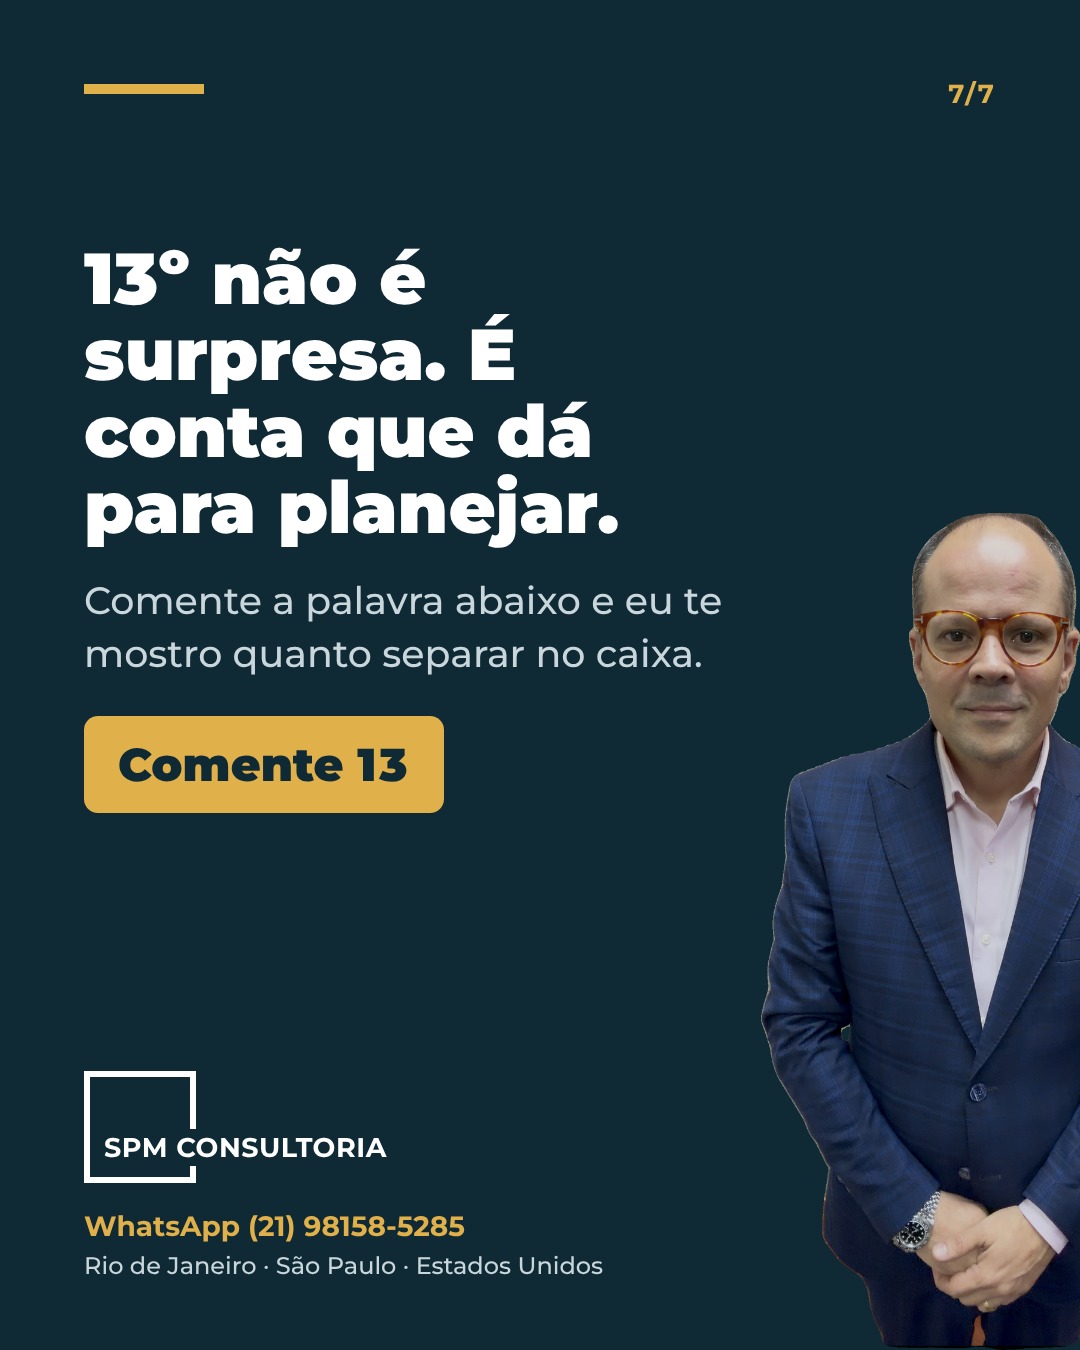 7/7
13º não é
surpresa. É
conta que dá
para planejar.
Comente a palavra abaixo e eu te
mostro quanto separar no caixa.
Comente 13
SPM CONSULTORIA
WhatsApp (21) 98158-5285
Rio de Janeiro · São Paulo · Estados Unidos